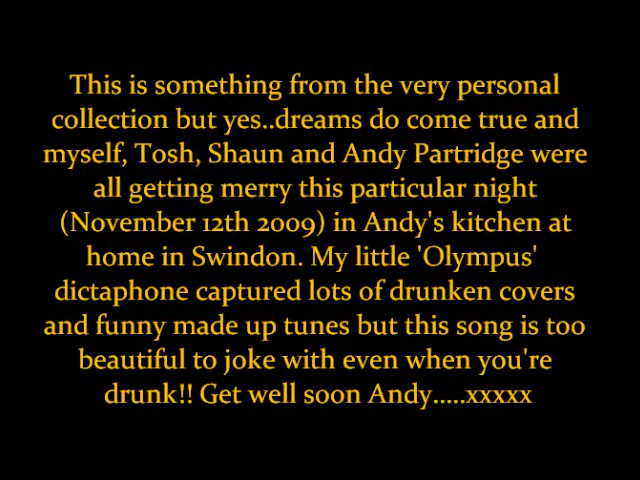 This is something from the very personal
collection but yes..dreams do come true and
myself, Tosh, Shaun and Andy Partridge were
all getting merry this particular night
(November 12th 2009) in Andy's kitchen at
home in Swindon. My little 'Olympus'
dictaphone captured lots of drunken covers
and funny made up tunes but this song is too
beautiful to joke with even when you're
drunk!! Get well soon Andy.....xxxxx